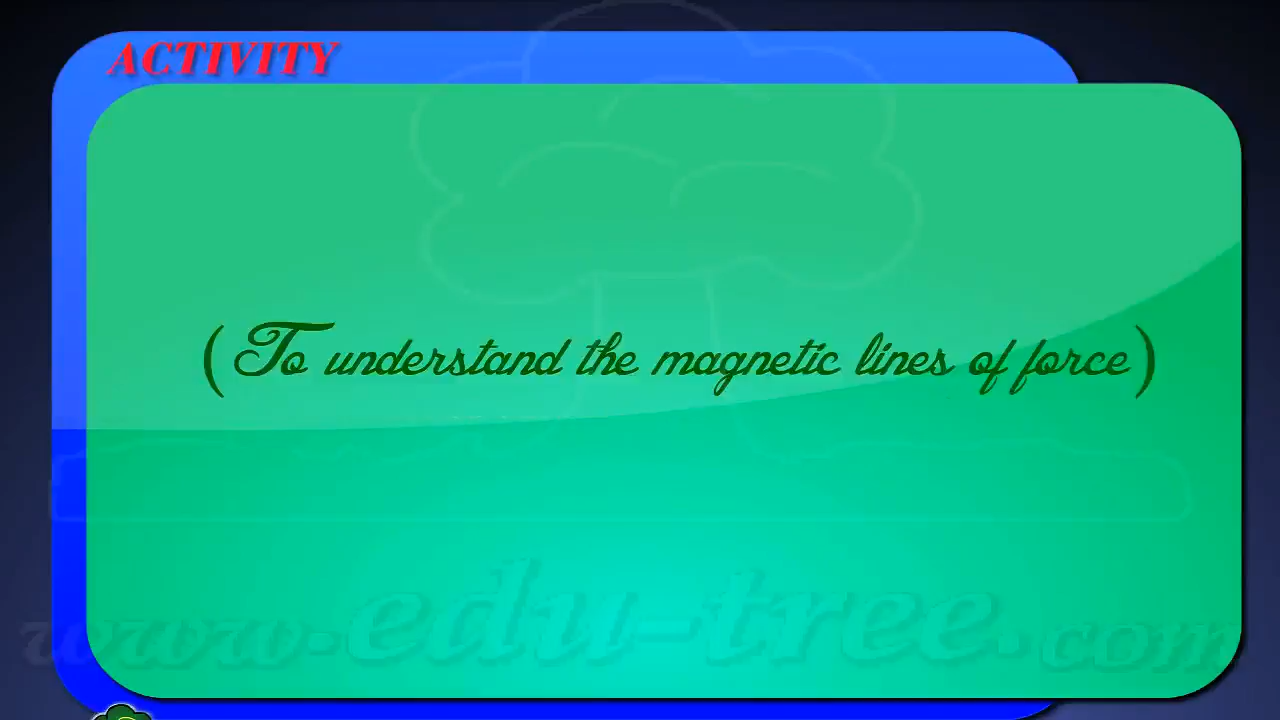 ACTIVITY
(To understand the magnetic lines of force)
www.edu-tree.com